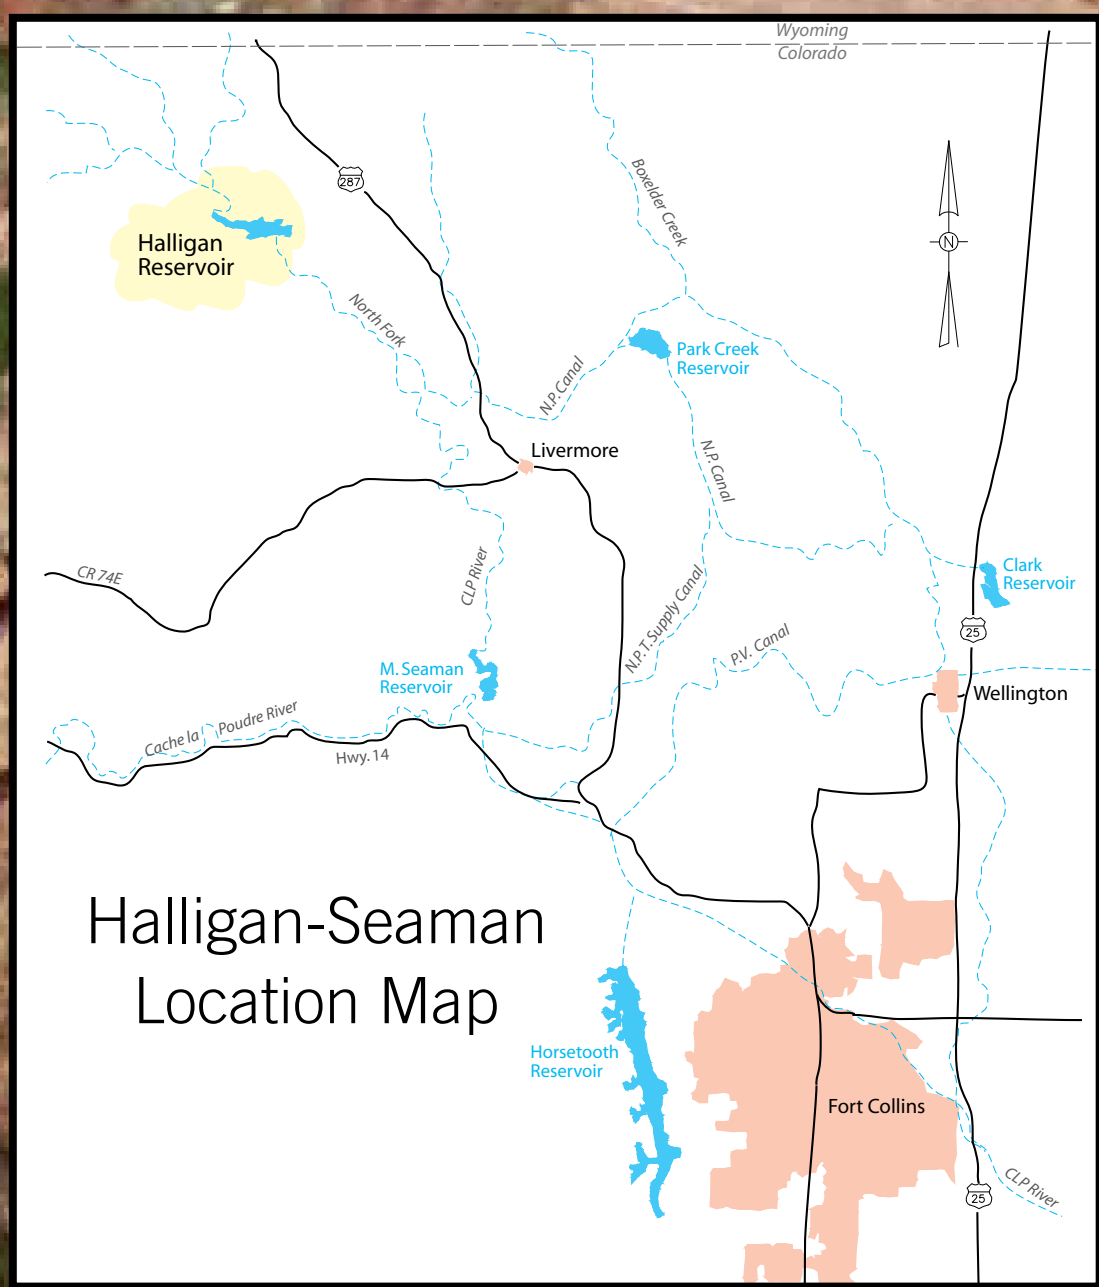 Wyoming
Colorado
287
Boxelder Creek
N
Halligan
Reservoir
North Fork
Park Creek
Reservoir
N.P. Canal
Livermore
N.P. Canal
CR 74E
CLP River
N.P.T. Supply Canal
Clark
Reservoir
25
P.V. Canal
M. Seaman
Reservoir
Wellington
Cache la Poudre River
Hwy. 14
Halligan-Seaman
Location Map
Horsetooth
Reservoir
Fort Collins
CLP River
25